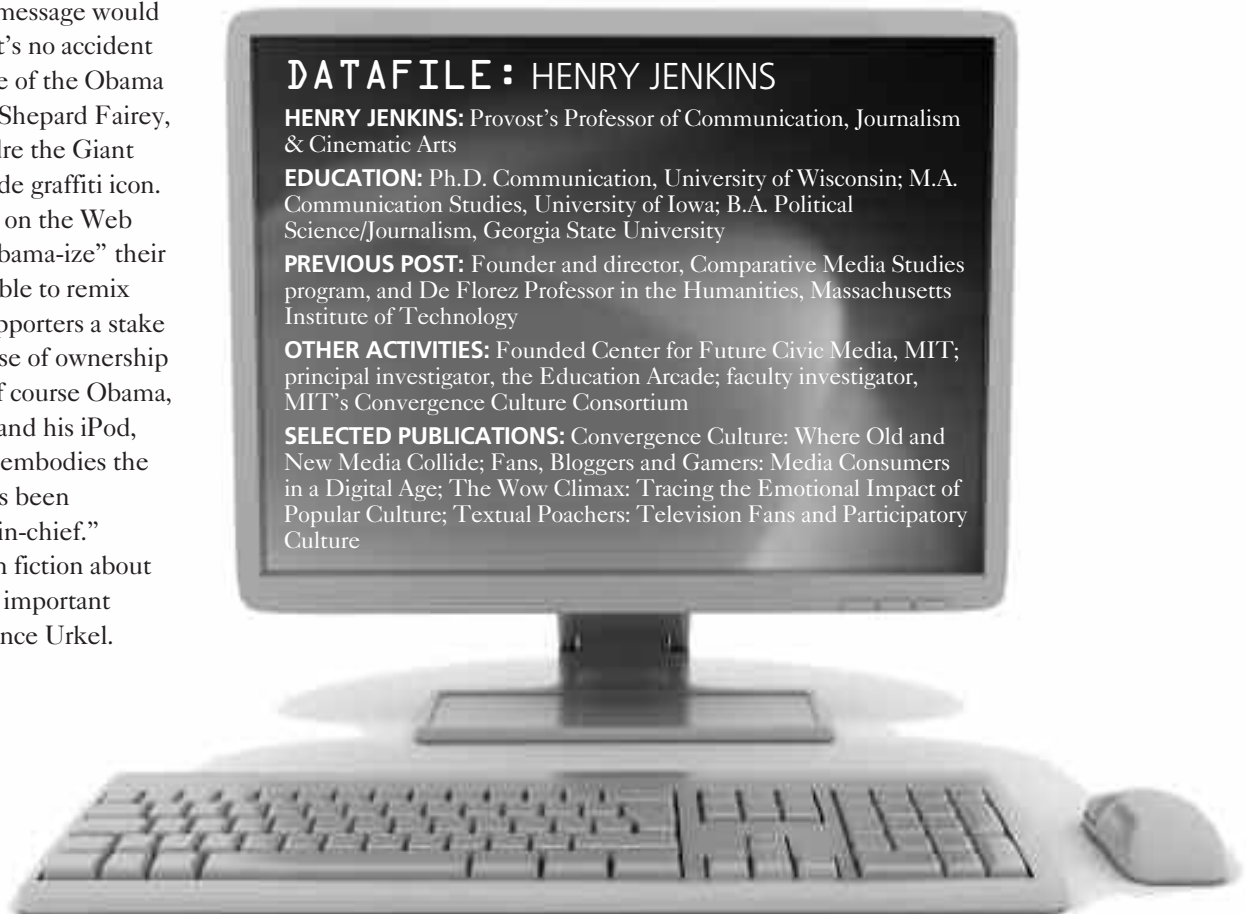 message would
t's no accident
e of the Obama
Shepard Fairey,
dre the Giant
de graffiti icon.
on the Web
bama-ize” their
ble to remix
pporters a stake
se of ownership
f course Obama,
and his iPod,
embodies the
s been
in-chief.”
n fiction about
important
nce Urkel.
DATAFILE: HENRY JENKINS
HENRY JENKINS: Provost’s Professor of Communication, Journalism
& Cinematic Arts
EDUCATION: Ph.D. Communication, University of Wisconsin; M.A.
Communication Studies, University of Iowa; B.A. Political
Science/Journalism, Georgia State University
PREVIOUS POST: Founder and director, Comparative Media Studies
program, and De Florez Professor in the Humanities, Massachusetts
Institute of Technology
OTHER ACTIVITIES: Founded Center for Future Civic Media, MIT;
principal investigator, the Education Arcade; faculty investigator,
MIT’s Convergence Culture Consortium
SELECTED PUBLICATIONS: Convergence Culture: Where Old and
New Media Collide; Fans, Bloggers and Gamers: Media Consumers
in a Digital Age; The Wow Climax: Tracing the Emotional Impact of
Popular Culture; Textual Poachers: Television Fans and Participatory
Culture